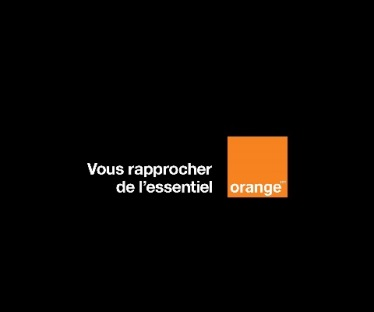 Vous rapprocher
de l'essentiel
orange™